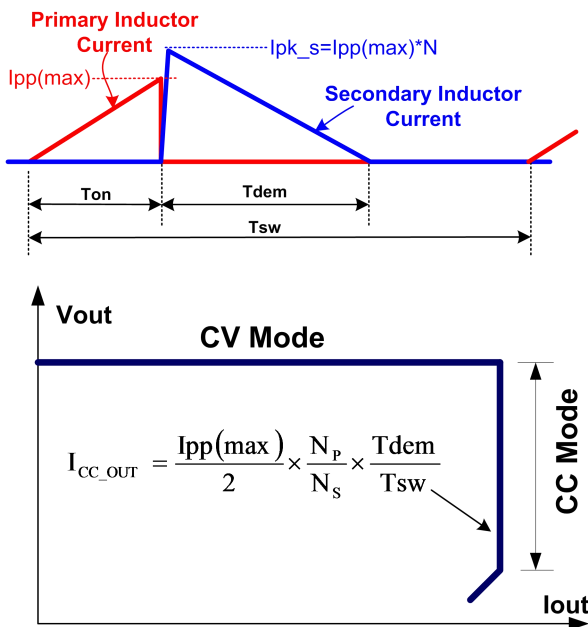 Primary Inductor
Current
Ipk_s=Ipp(max)*N
Ipp(max)
Secondary Inductor
Current
Ton
Tdem
Tsw
Vout
CV Mode
I_CC_OUT = Ipp(max)/2 × N_P/N_S × Tdem/Tsw
CC Mode
Iout